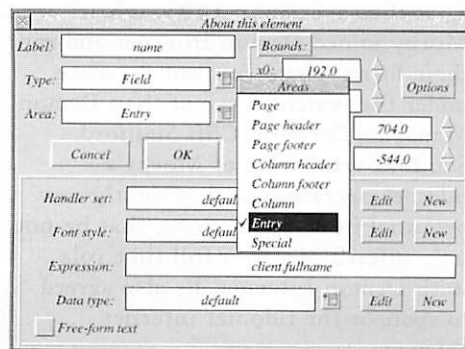 About this element
Label: name Bounds:
Type: Field x0: 192.0 Options
Area: Entry
Areas
Page
Page header
Page footer
Column header
Column footer
Column
✓ Entry
Special
704.0
-544.0
Cancel OK
Handler set: defaul Edit New
Font style: defaul Edit New
Expression: client.fullname
Data type: default Edit New
Free-form text